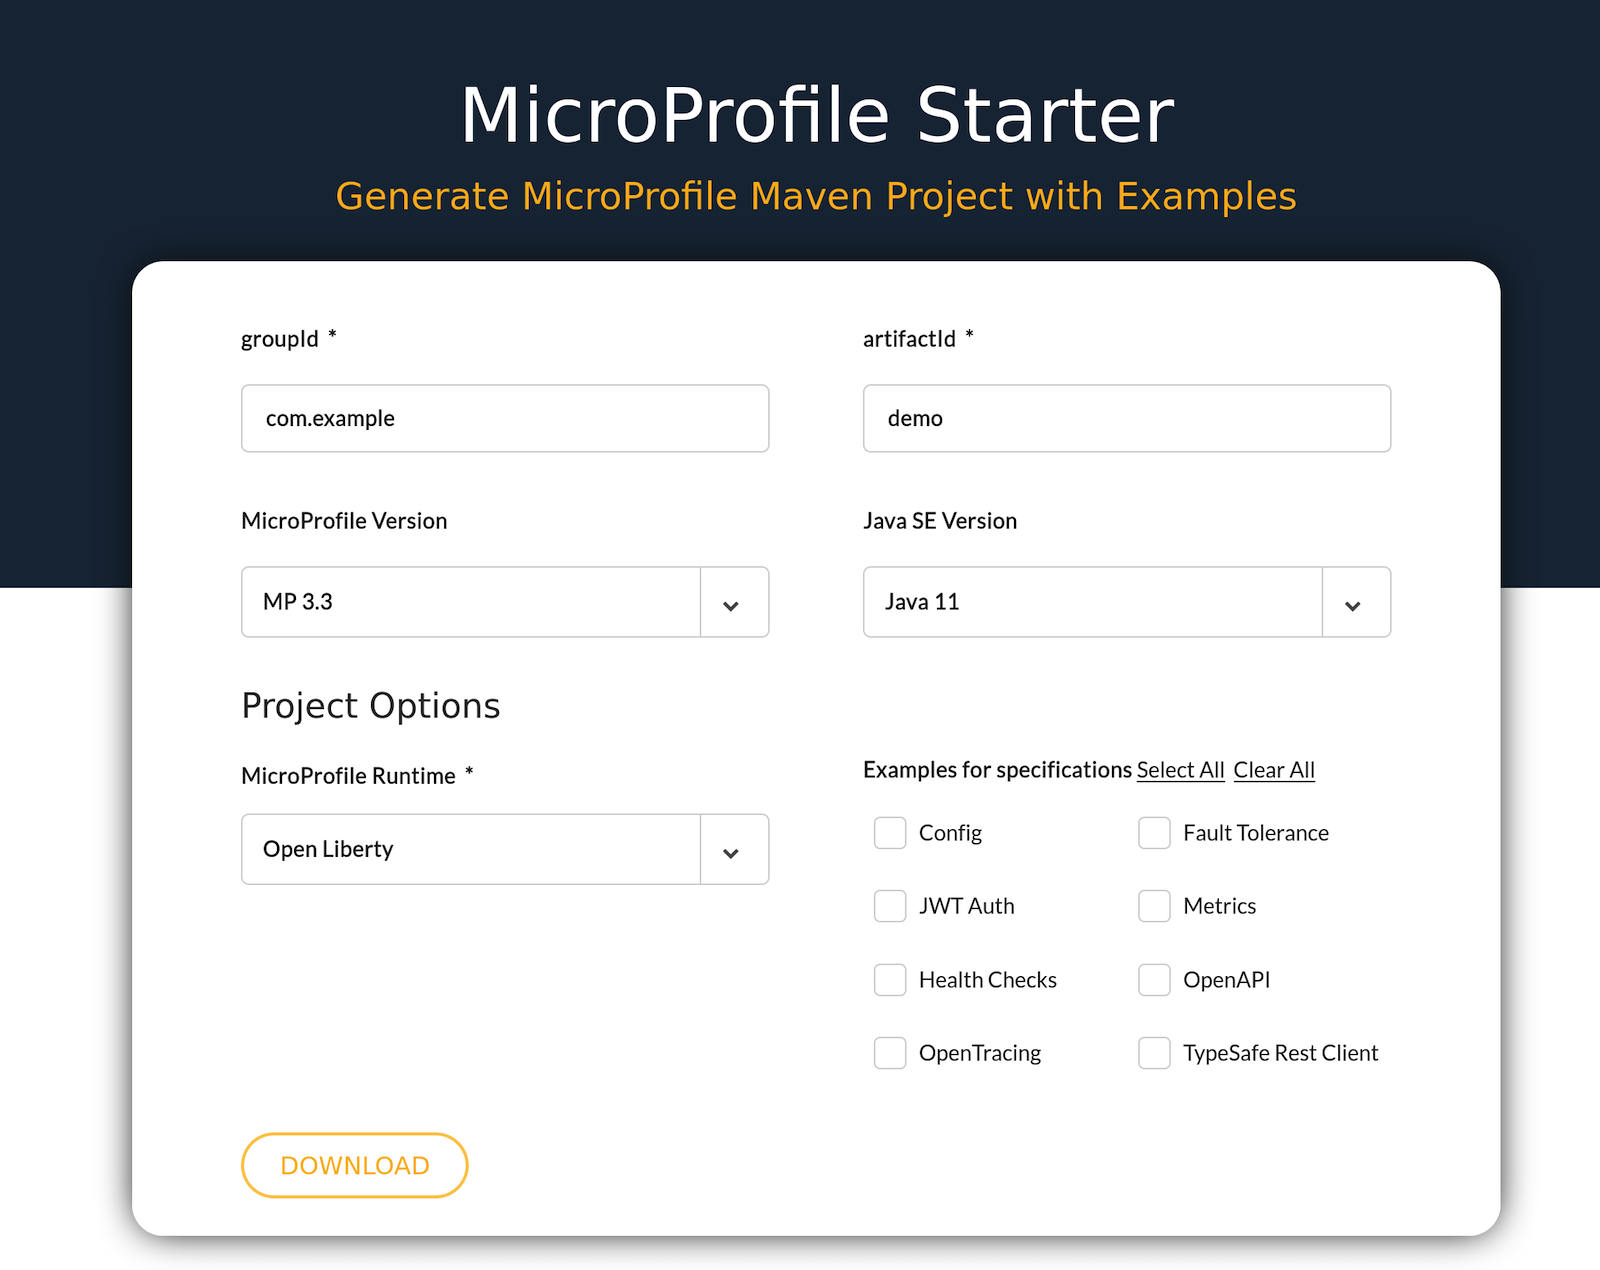 MicroProfile Starter
Generate MicroProfile Maven Project with Examples
groupId *
artifactId *
com.example
demo
MicroProfile Version
Java SE Version
MP 3.3
Java 11
Project Options
MicroProfile Runtime *
Examples for specifications Select All Clear All
Open Liberty
Config
Fault Tolerance
JWT Auth
Metrics
Health Checks
OpenAPI
OpenTracing
TypeSafe Rest Client
DOWNLOAD